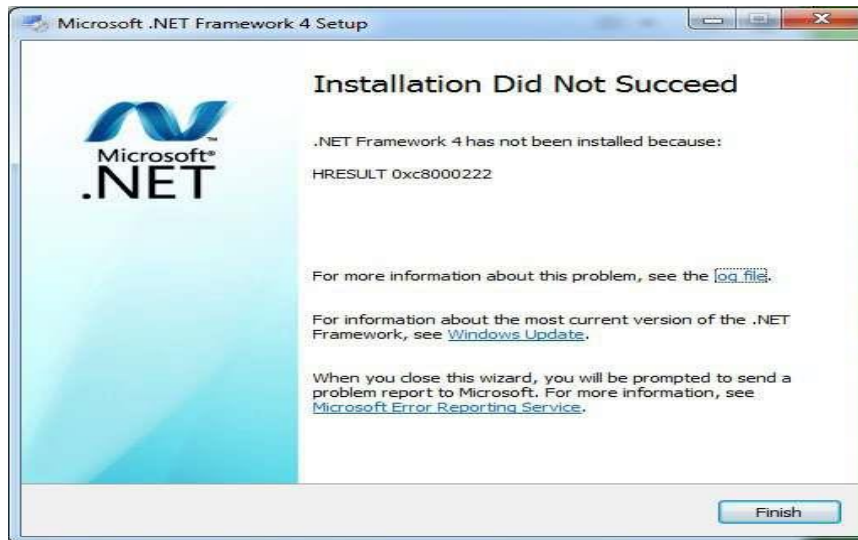 Microsoft .NET Framework 4 Setup
Installation Did Not Succeed
Microsoft®
.NET
.NET Framework 4 has not been installed because:
HRESULT 0xc8000222
For more information about this problem, see the log file.
For information about the most current version of the .NET
Framework, see Windows Update.
When you close this wizard, you will be prompted to send a
problem report to Microsoft. For more information, see
Microsoft Error Reporting Service.
Finish